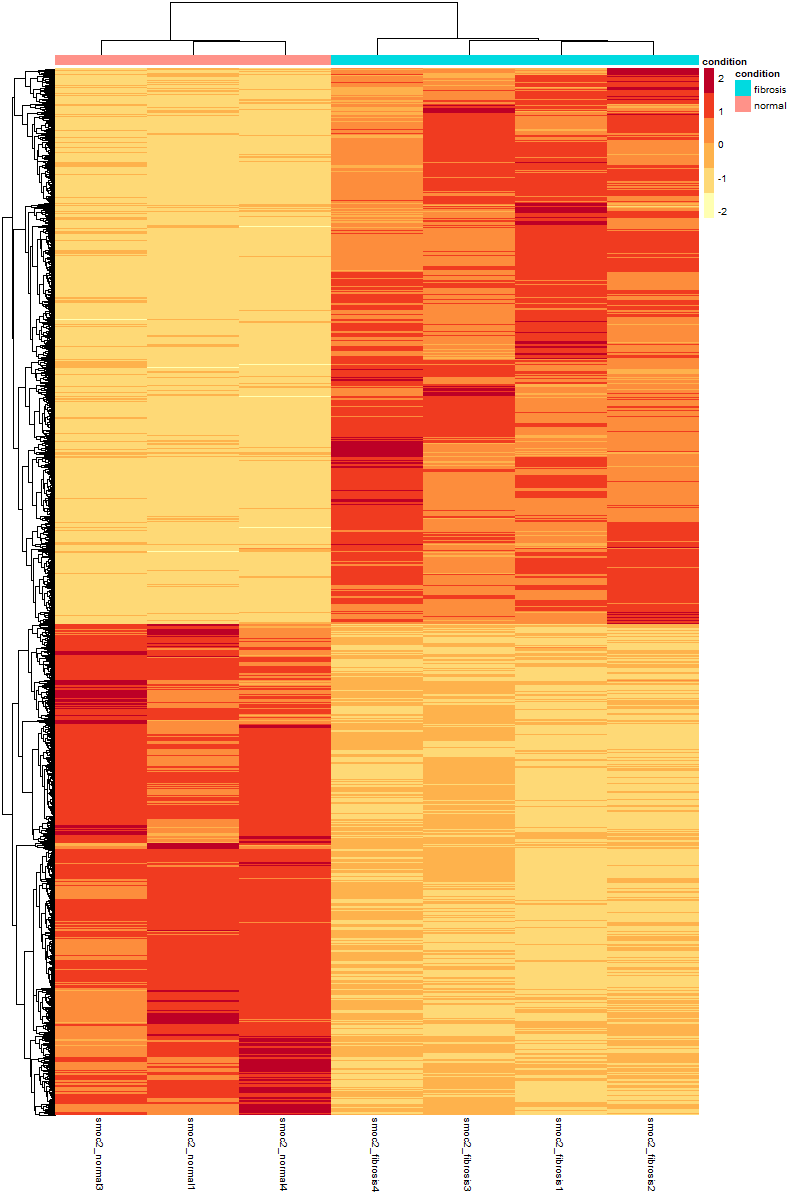 condition
2
1
0
-1
-2
condition
fibrosis
normal
smoc2_normal3
smoc2_normal1
smoc2_normal4
smoc2_fibrosis4
smoc2_fibrosis3
smoc2_fibrosis1
smoc2_fibrosis2